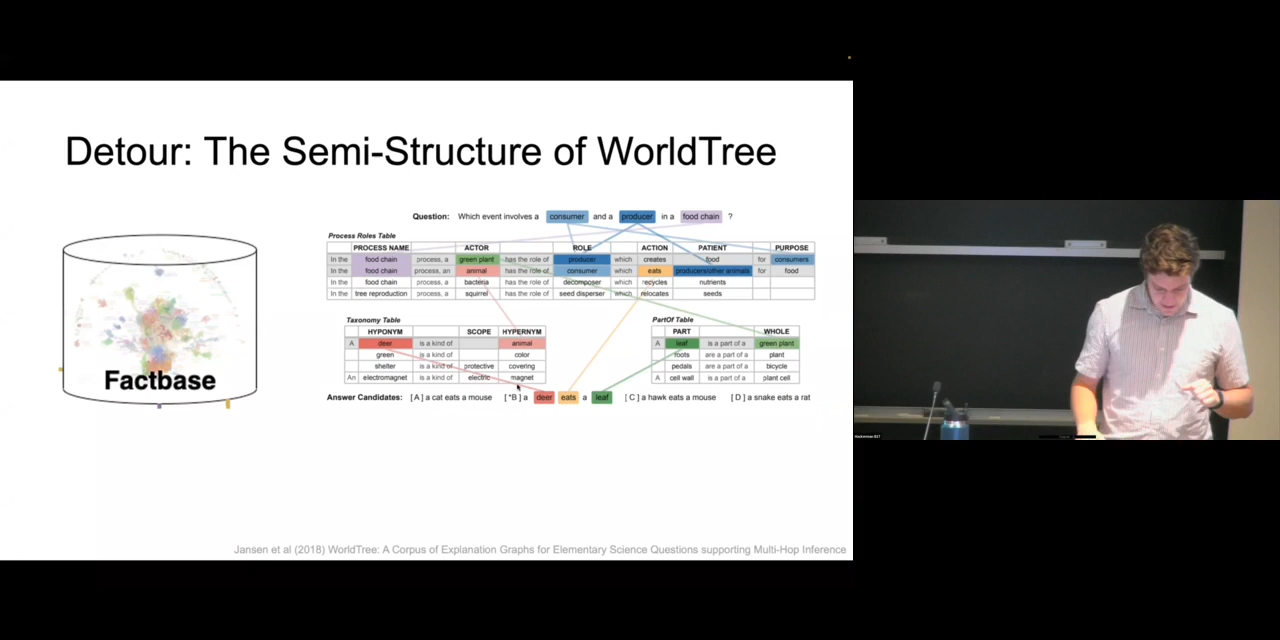 Detour: The Semi-Structure of WorldTree
Factbase
Question: Which event involves a consumer and a producer in a food chain ?
Process Roles Table
PROCESS NAME ACTOR ROLE ACTION PATIENT PURPOSE
In the food chain process, a green plant has the role of producer which creates food for consumers
In the food chain process, an animal has the role of consumer which eats producers/other animals for food
In the food chain process, a bacteria has the role of decomposer which recycles nutrients
In the tree reproduction process, a squirrel has the role of seed disperser which relocates seeds
Taxonomy Table
HYPONYM SCOPE HYPERNYM
A deer is a kind of animal
green is a kind of color
shelter is a kind of protective covering
An electromagnet is a kind of electric magnet
PartOf Table
PART WHOLE
A leaf is a part of a green plant
roots are a part of a plant
pedals are a part of a bicycle
A cell wall is a part of a plant cell
Answer Candidates: [ A ] a cat eats a mouse [ *B ] a deer eats a leaf [ C ] a hawk eats a mouse [ D ] a snake eats a rat
Jansen et al (2018) WorldTree: A Corpus of Explanation Graphs for Elementary Science Questions supporting Multi-Hop Inference